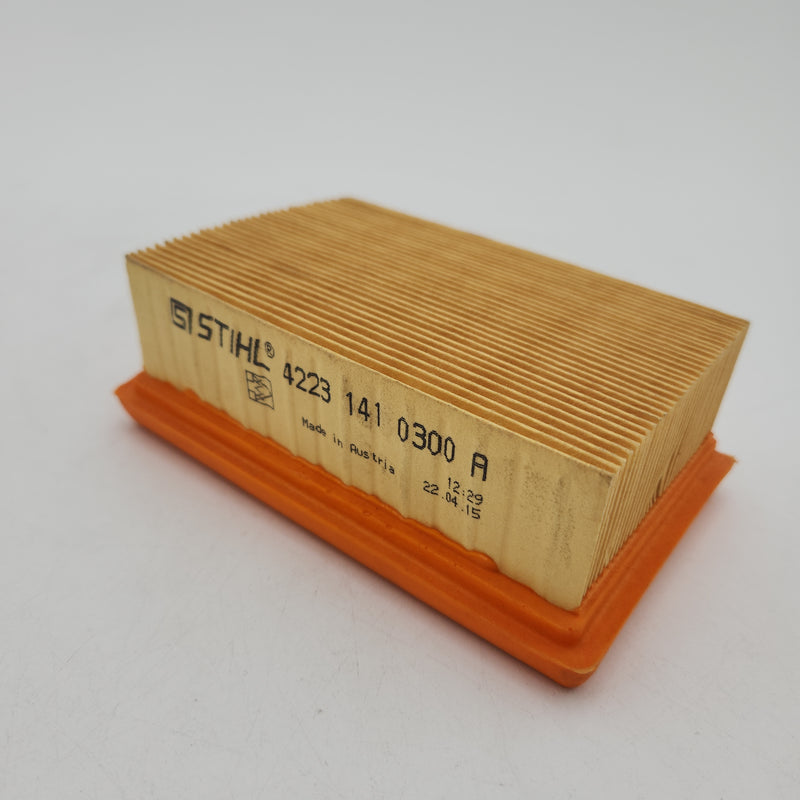 STIHL® 4223 141 0300 A
Made in Austria
12:29
22.04.15